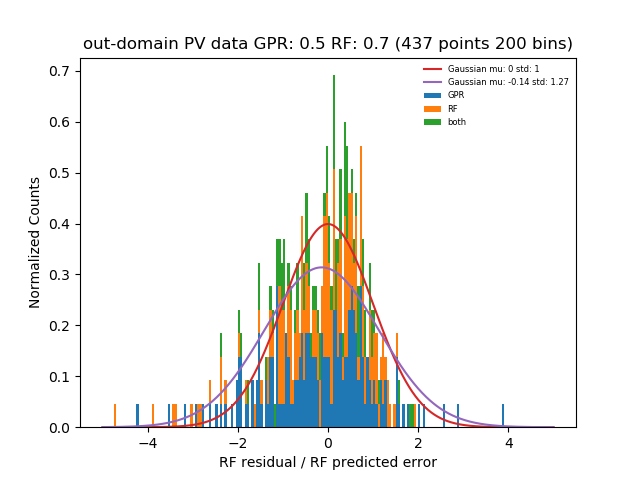 out-domain PV data GPR: 0.5 RF: 0.7 (437 points 200 bins)
Gaussian mu: 0 std: 1
Gaussian mu: -0.14 std: 1.27
GPR
RF
both
Normalized Counts
0.7
0.6
0.5
0.4
0.3
0.2
0.1
0.0
−4 −2 0 2 4
RF residual / RF predicted error